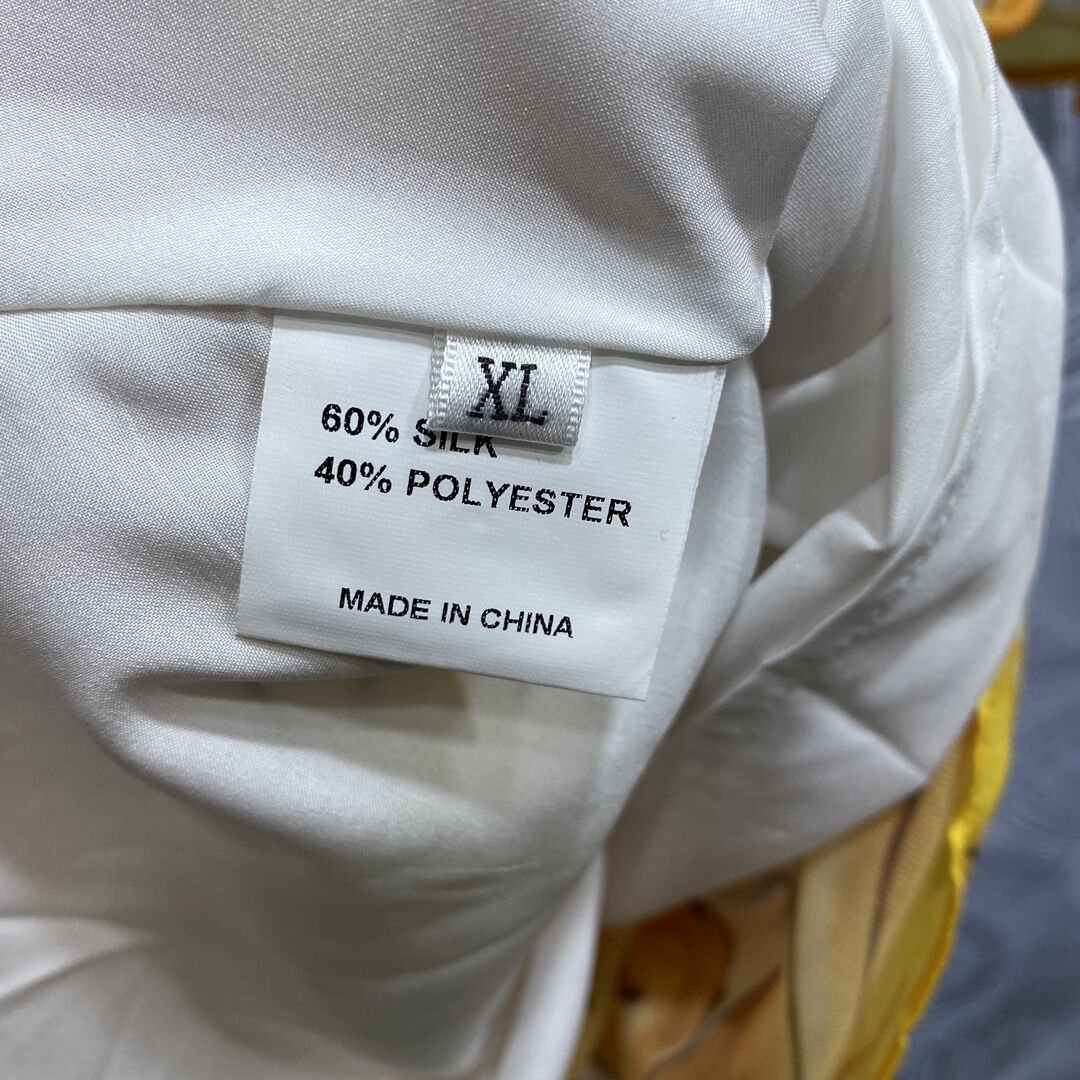 XL
60% SILK
40% POLYESTER
MADE IN CHINA